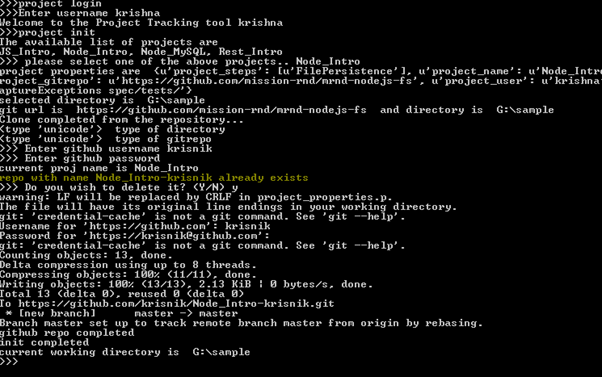 >>>project login
>>>Enter username krishna
Welcome to the Project Tracking tool krishna
>>>project init
The available list of projects are
JS_Intro, Node_Intro, Node_MySQL, Rest_Intro
>>> please select one of the above projects.. Node_Intro
project properties are  {u'project_steps': [u'FilePersistence'], u'project_name': u'Node_Intro
roject_gitrepo': u'https://github.com/mission-rnd/mrnd-nodejs-fs', u'project_user': u'krishna
aptureExceptions spec/tests/'}
selected directory is  G:\sample
git url is  https://github.com/mission-rnd/mrnd-nodejs-fs  and directory is  G:\sample
Clone completed from the repository...
<type 'unicode'>  type of directory
<type 'unicode'>  type of gitrepo
>>> Enter github username krisnik
>>> Enter github password
current proj name is Node_Intro
repo with name Node_Intro-krisnik already exists
>>> Do you wish to delete it? (Y/N) y
warning: LF will be replaced by CRLF in project_properties.p.
The file will have its original line endings in your working directory.
git: 'credential-cache' is not a git command. See 'git --help'.
Username for 'https://github.com': krisnik
Password for 'https://krisnik@github.com':
git: 'credential-cache' is not a git command. See 'git --help'.
Counting objects: 13, done.
Delta compression using up to 8 threads.
Compressing objects: 100% (11/11), done.
Writing objects: 100% (13/13), 2.13 KiB | 0 bytes/s, done.
Total 13 (delta 0), reused 0 (delta 0)
To https://github.com/krisnik/Node_Intro-krisnik.git
 * [new branch]      master -> master
Branch master set up to track remote branch master from origin by rebasing.
github repo completed
init completed
current working directory is  G:\sample
>>>